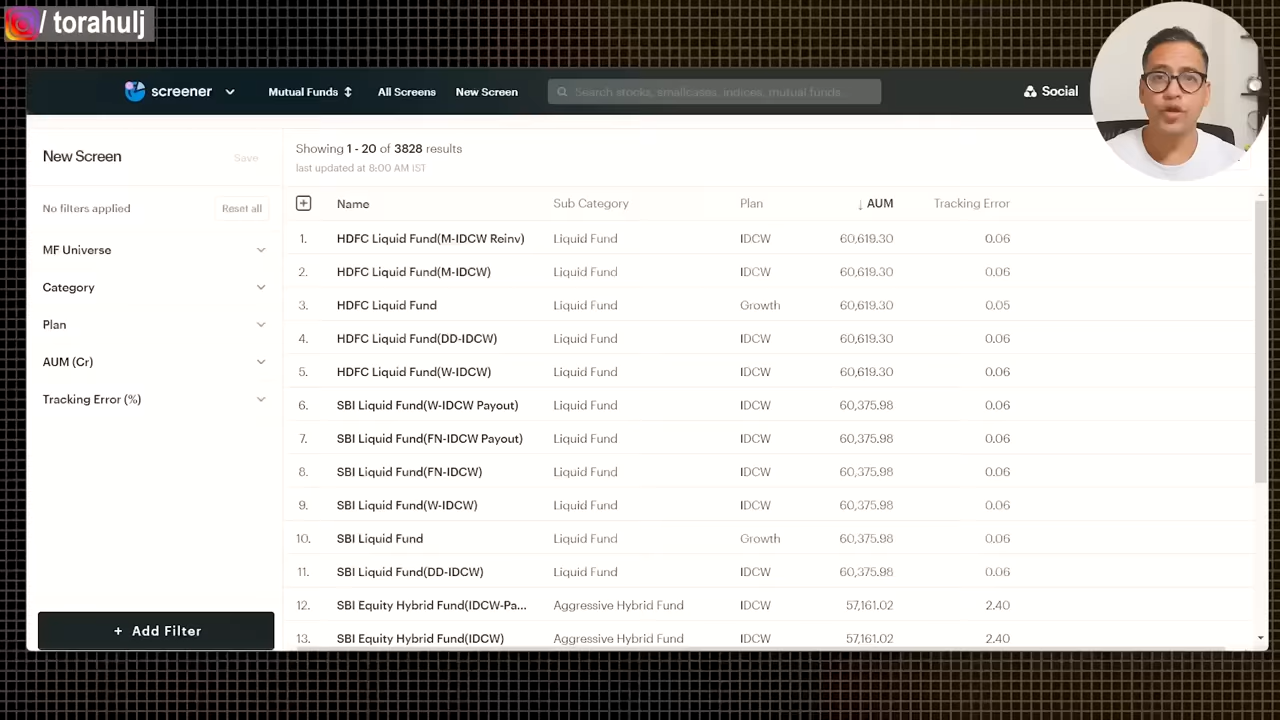 / torahulj
screener
Mutual Funds
All Screens
New Screen
Search stocks, smallcases, indices, mutual funds..
Social
New Screen
Save
No filters applied
Reset all
MF Universe
Category
Plan
AUM (Cr)
Tracking Error (%)
+ Add Filter
Showing 1 - 20 of 3828 results
last updated at 8:00 AM IST
Name Sub Category Plan ↓ AUM Tracking Error
1. HDFC Liquid Fund(M-IDCW Reinv) Liquid Fund IDCW 60,619.30 0.06
2. HDFC Liquid Fund(M-IDCW) Liquid Fund IDCW 60,619.30 0.06
3. HDFC Liquid Fund Liquid Fund Growth 60,619.30 0.05
4. HDFC Liquid Fund(DD-IDCW) Liquid Fund IDCW 60,619.30 0.06
5. HDFC Liquid Fund(W-IDCW) Liquid Fund IDCW 60,619.30 0.06
6. SBI Liquid Fund(W-IDCW Payout) Liquid Fund IDCW 60,375.98 0.06
7. SBI Liquid Fund(FN-IDCW Payout) Liquid Fund IDCW 60,375.98 0.06
8. SBI Liquid Fund(FN-IDCW) Liquid Fund IDCW 60,375.98 0.06
9. SBI Liquid Fund(W-IDCW) Liquid Fund IDCW 60,375.98 0.06
10. SBI Liquid Fund Liquid Fund Growth 60,375.98 0.06
11. SBI Liquid Fund(DD-IDCW) Liquid Fund IDCW 60,375.98 0.06
12. SBI Equity Hybrid Fund(IDCW-Pa... Aggressive Hybrid Fund IDCW 57,161.02 2.40
13. SBI Equity Hybrid Fund(IDCW) Aggressive Hybrid Fund IDCW 57,161.02 2.40